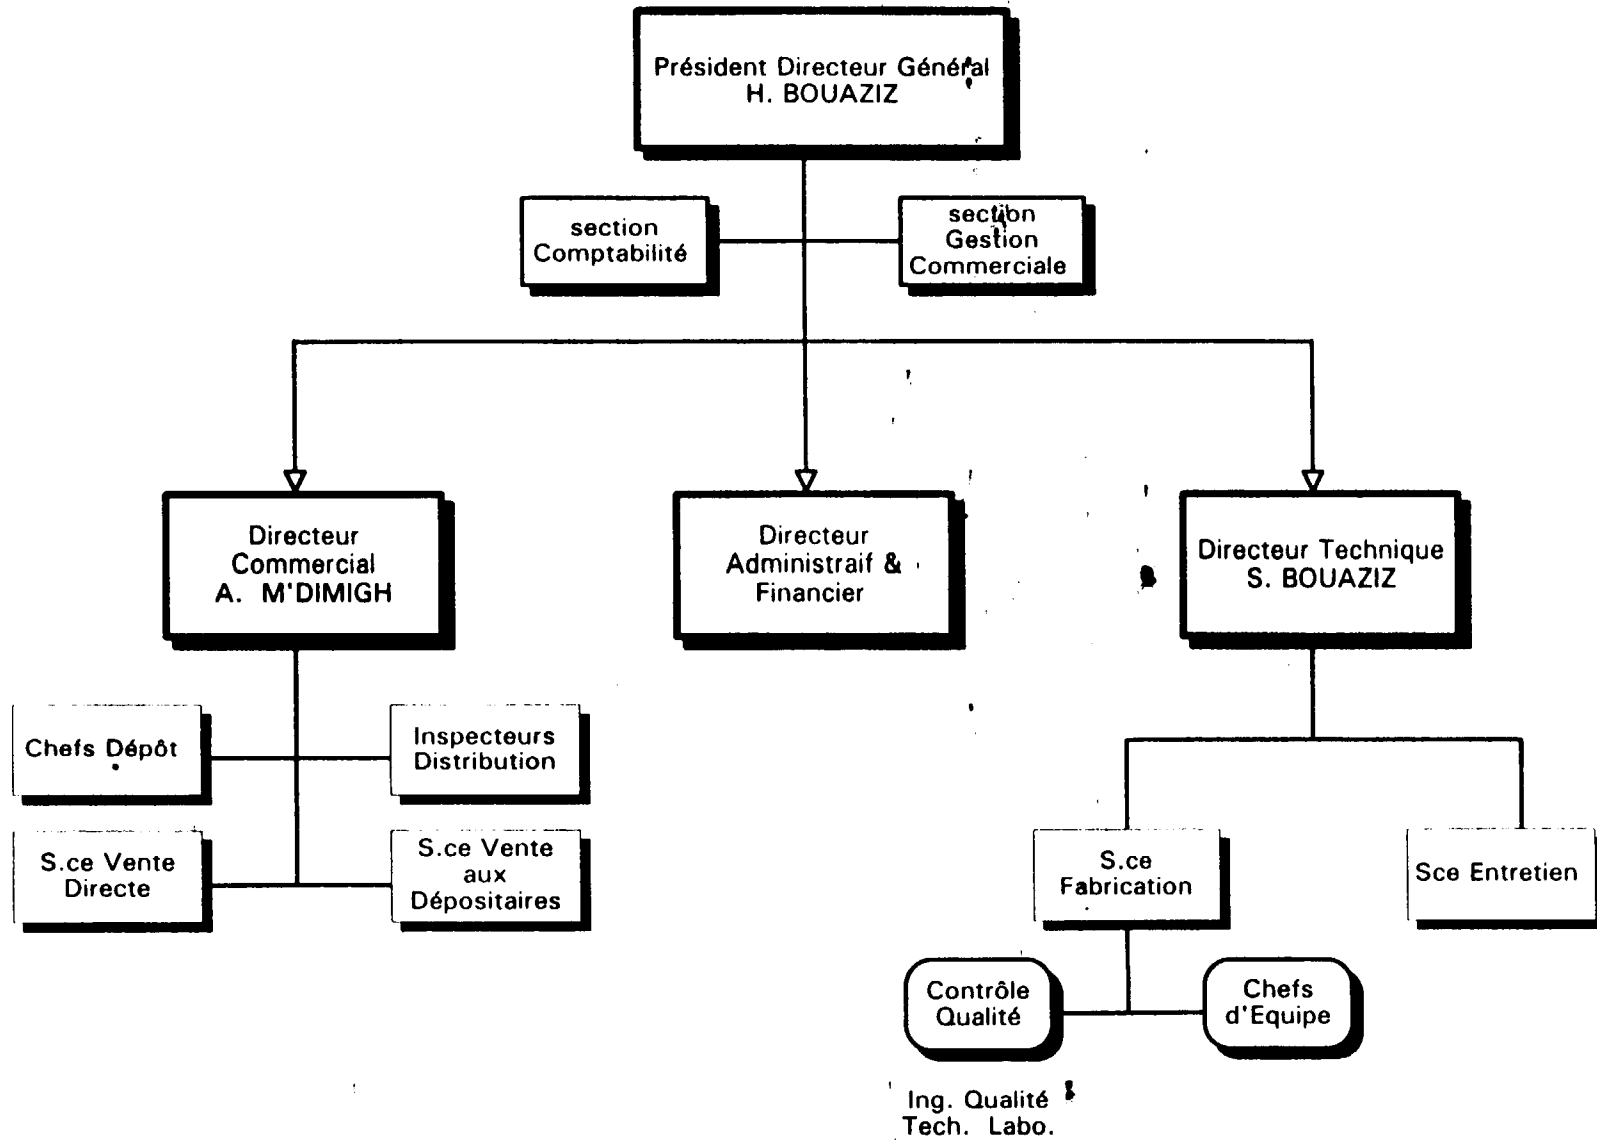 Président Directeur Général
H. BOUAZIZ
section
Comptabilité
section
Gestion
Commerciale
Directeur
Commercial
A. M'DIMIGH
Directeur
Administraif &
Financier
Directeur Technique
S. BOUAZIZ
Chefs Dépôt
Inspecteurs
Distribution
S.ce Vente
Directe
S.ce Vente
aux
Dépositaires
S.ce
Fabrication
Sce Entretien
Contrôle
Qualité
Chefs
d'Equipe
Ing. Qualité
Tech. Labo.